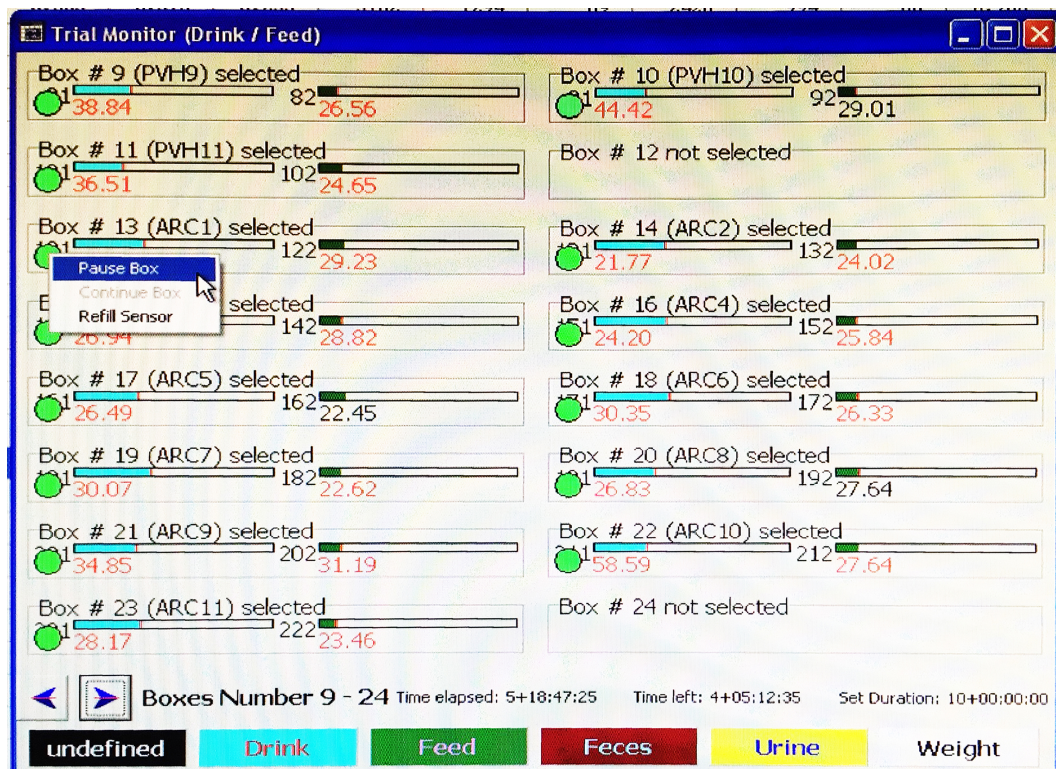 Trial Monitor (Drink / Feed)
Box # 9 (PVH9) selected
38.84 82 26.56
Box # 10 (PVH10) selected
44.42 92 29.01
Box # 11 (PVH11) selected
36.51 102 24.65
Box # 12 not selected
Box # 13 (ARC1) selected
122 29.23
Box # 14 (ARC2) selected
21.77 132 24.02
Pause Box
Continue Box
Refill Sensor
selected
26.94 142 28.82
Box # 16 (ARC4) selected
24.20 152 25.84
Box # 17 (ARC5) selected
26.49 162 22.45
Box # 18 (ARC6) selected
30.35 172 26.33
Box # 19 (ARC7) selected
30.07 182 22.62
Box # 20 (ARC8) selected
26.83 192 27.64
Box # 21 (ARC9) selected
34.85 202 31.19
Box # 22 (ARC10) selected
58.59 212 27.64
Box # 23 (ARC11) selected
28.17 222 23.46
Box # 24 not selected
Boxes Number 9 - 24 Time elapsed: 5+18:47:25 Time left: 4+05:12:35 Set Duration: 10+00:00:00
undefined Drink Feed Feces Urine Weight